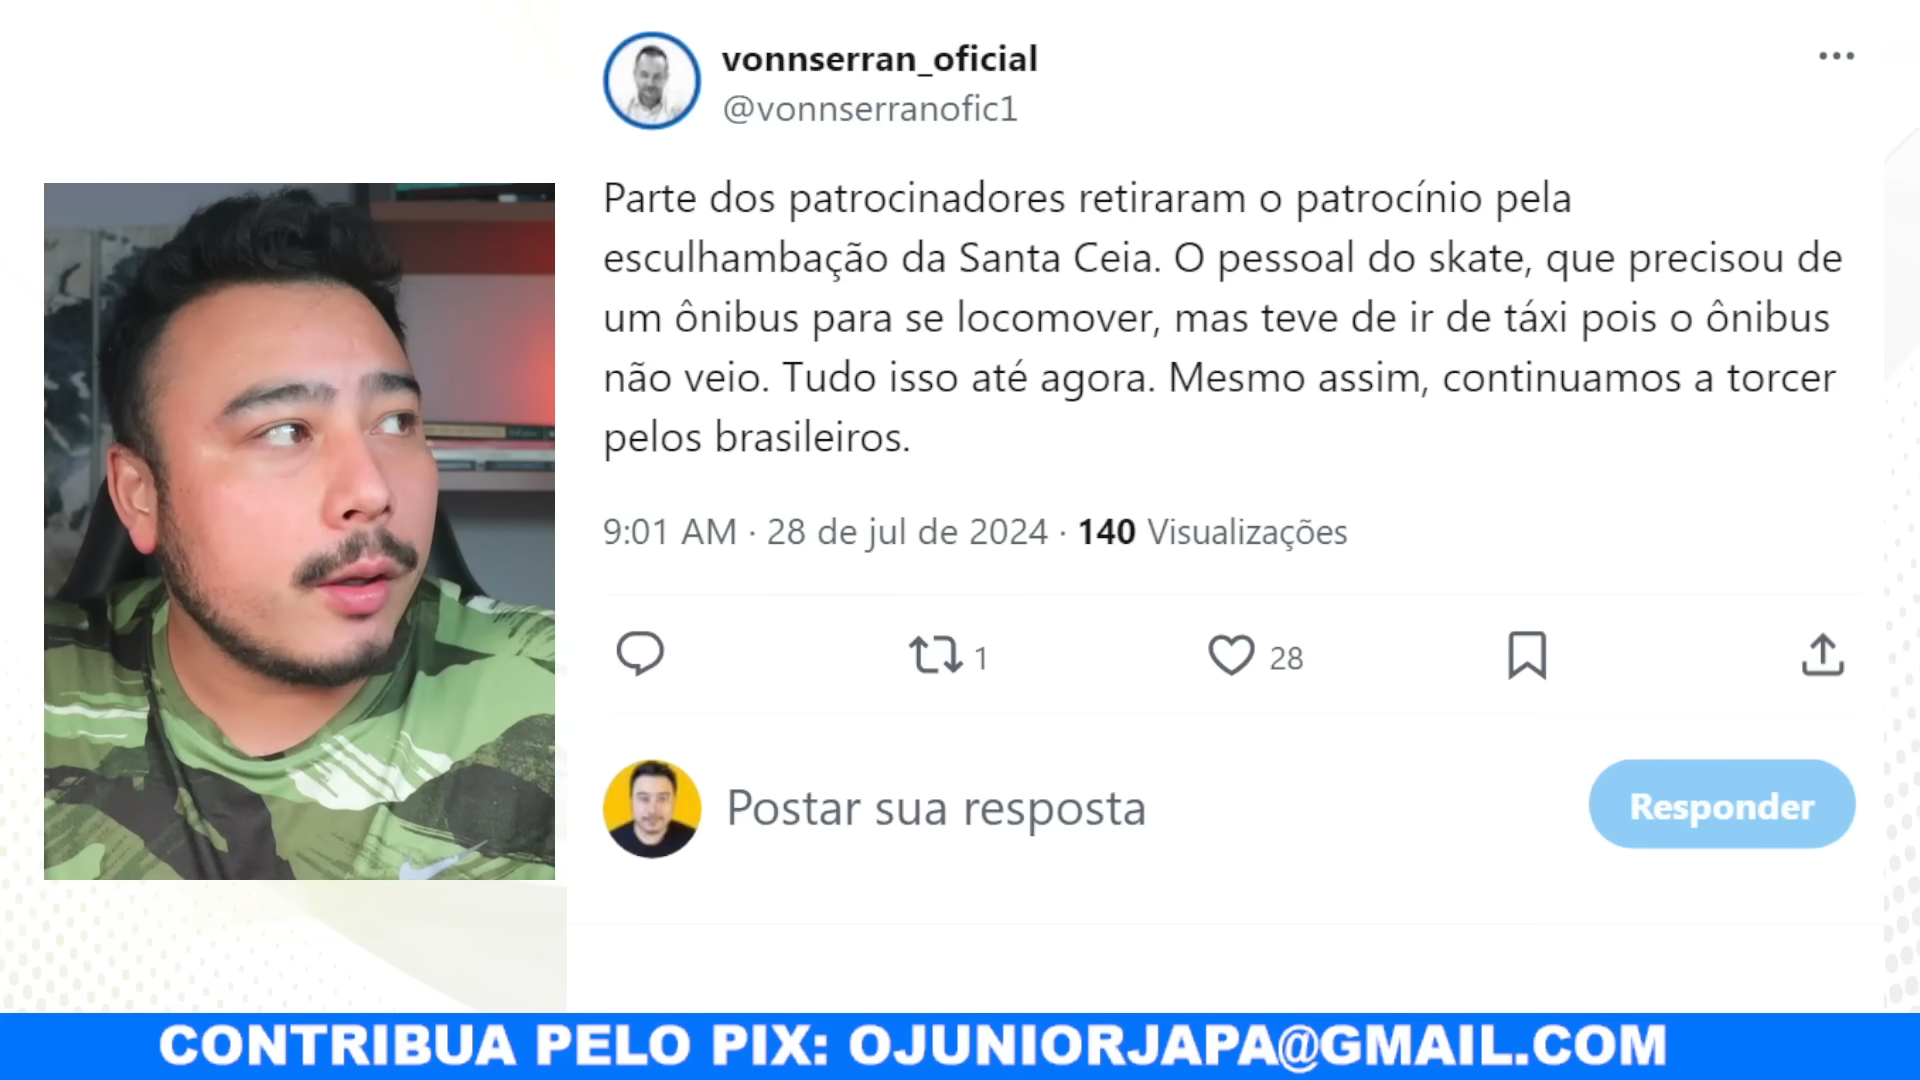 vonnserran_oficial
@vonnserranofic1
Parte dos patrocinadores retiraram o patrocínio pela
esculhambação da Santa Ceia. O pessoal do skate, que precisou de
um ônibus para se locomover, mas teve de ir de táxi pois o ônibus
não veio. Tudo isso até agora. Mesmo assim, continuamos a torcer
pelos brasileiros.
9:01 AM · 28 de jul de 2024 · 140 Visualizações
1
28
Postar sua resposta
Responder
CONTRIBUA PELO PIX: OJUNIORJAPA@GMAIL.COM